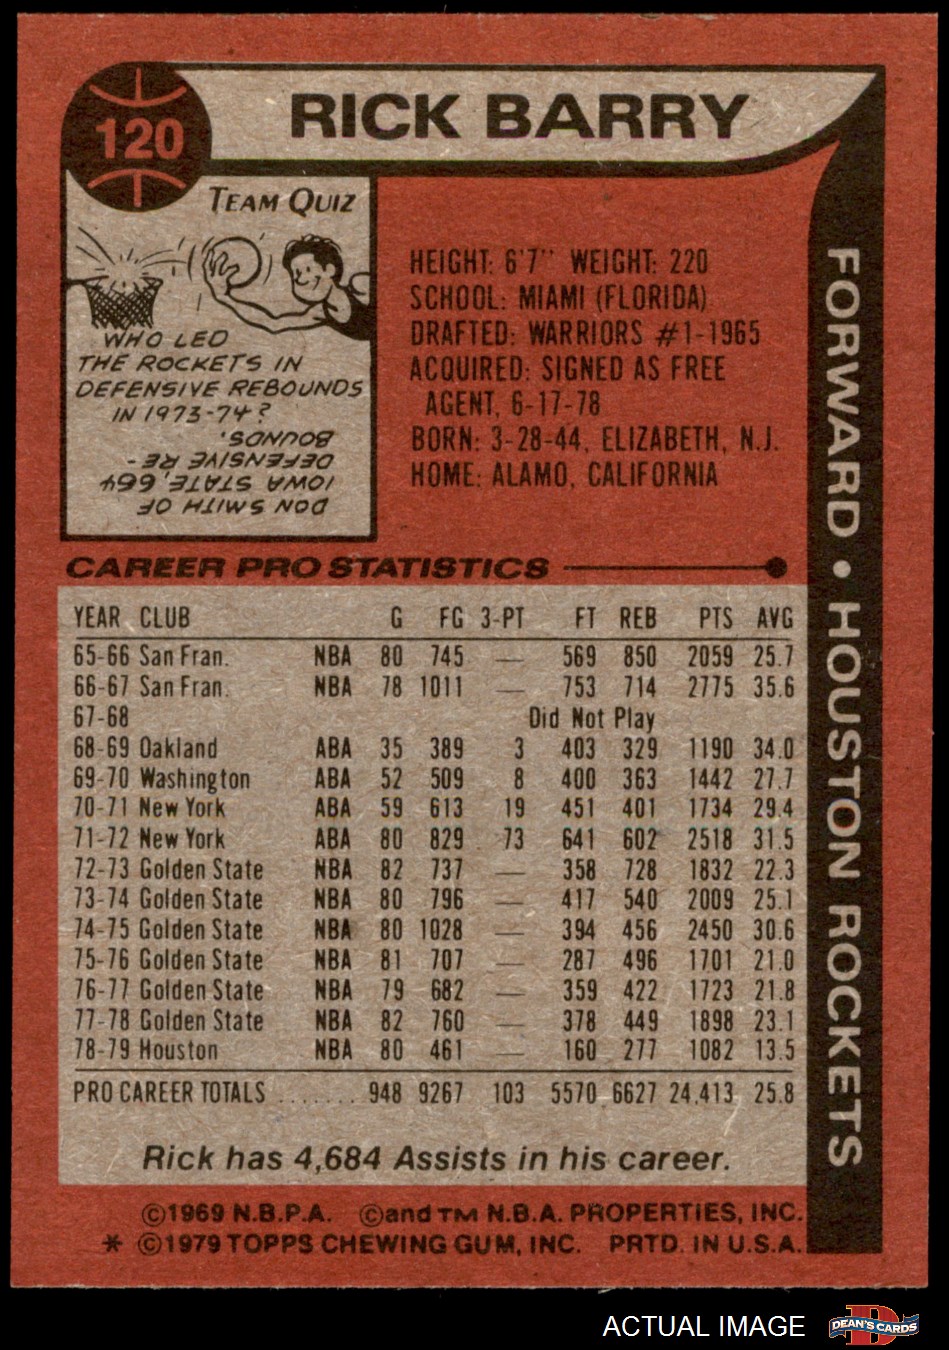 120
RICK BARRY
TEAM QUIZ
WHO LED
THE ROCKETS IN
DEFENSIVE REBOUNDS
IN 1973-74?
DON SMITH OF
IOWA STATE, 664
DEFENSIVE RE-
BOUNDS.
HEIGHT: 6'7" WEIGHT: 220
SCHOOL: MIAMI (FLORIDA)
DRAFTED: WARRIORS #1-1965
ACQUIRED: SIGNED AS FREE
AGENT, 6-17-78
BORN: 3-28-44, ELIZABETH, N.J.
HOME: ALAMO, CALIFORNIA
FORWARD • HOUSTON ROCKETS
CAREER PRO STATISTICS
YEAR CLUB G FG 3-PT FT REB PTS AVG
65-66 San Fran. NBA 80 745 — 569 850 2059 25.7
66-67 San Fran. NBA 78 1011 — 753 714 2775 35.6
67-68 Did Not Play
68-69 Oakland ABA 35 389 3 403 329 1190 34.0
69-70 Washington ABA 52 509 8 400 363 1442 27.7
70-71 New York ABA 59 613 19 451 401 1734 29.4
71-72 New York ABA 80 829 73 641 602 2518 31.5
72-73 Golden State NBA 82 737 — 358 728 1832 22.3
73-74 Golden State NBA 80 796 — 417 540 2009 25.1
74-75 Golden State NBA 80 1028 — 394 456 2450 30.6
75-76 Golden State NBA 81 707 — 287 496 1701 21.0
76-77 Golden State NBA 79 682 — 359 422 1723 21.8
77-78 Golden State NBA 82 760 — 378 449 1898 23.1
78-79 Houston NBA 80 461 — 160 277 1082 13.5
PRO CAREER TOTALS ....... 948 9267 103 5570 6627 24,413 25.8
Rick has 4,684 Assists in his career.
©1969 N.B.P.A. ©and TM N.B.A. PROPERTIES, INC.
* ©1979 TOPPS CHEWING GUM, INC. PRTD. IN U.S.A.
ACTUAL IMAGE
D
DEAN'S CARDS